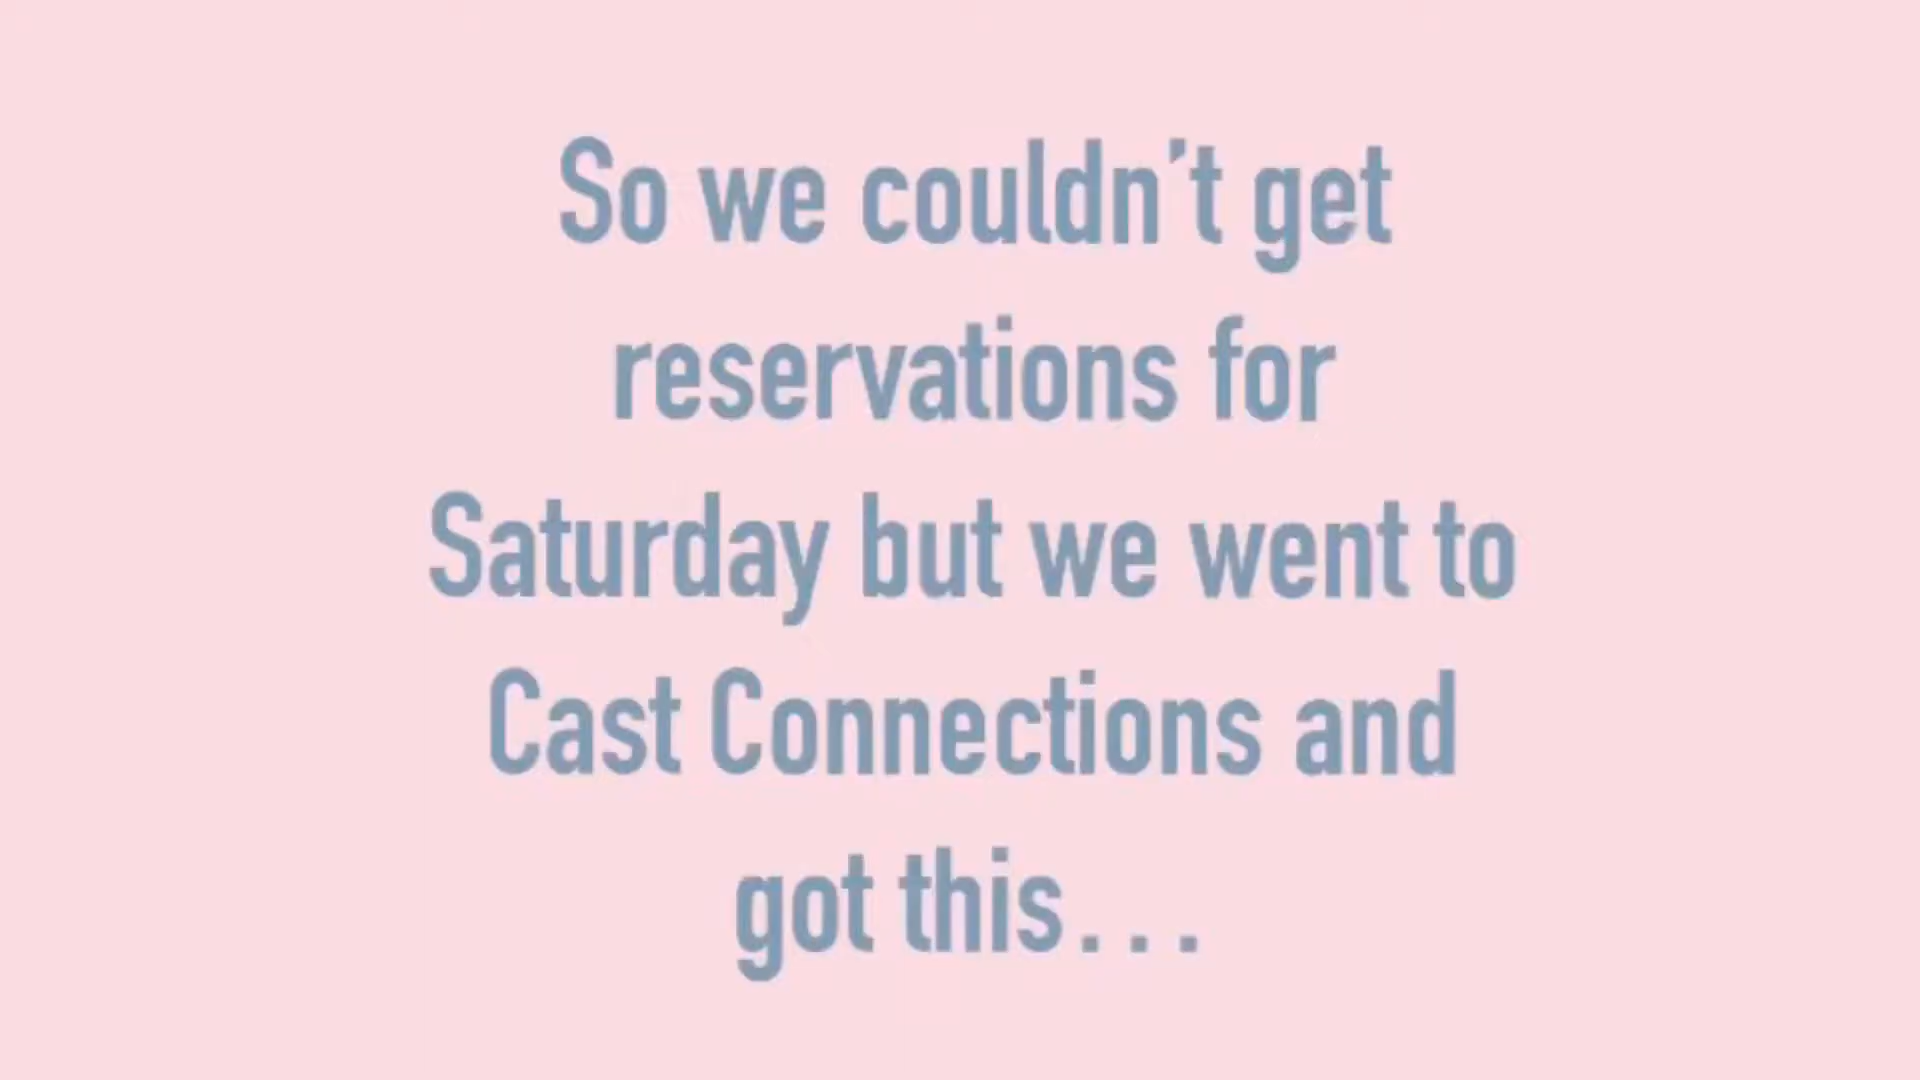 So we couldn’t get
reservations for
Saturday but we went to
Cast Connections and
got this...